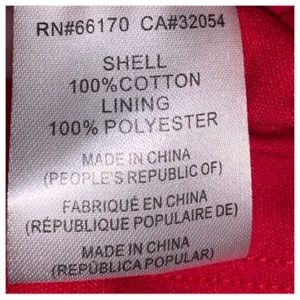 RN#66170 CA#32054
SHELL
100%COTTON
LINING
100% POLYESTER
MADE IN CHINA
(PEOPLE'S REPUBLIC OF)
FABRIQUÉ EN CHINA
(RÉPUBLIQUE POPULAIRE DE)
MADE IN CHINA
(REPÚBLICA POPULAR)